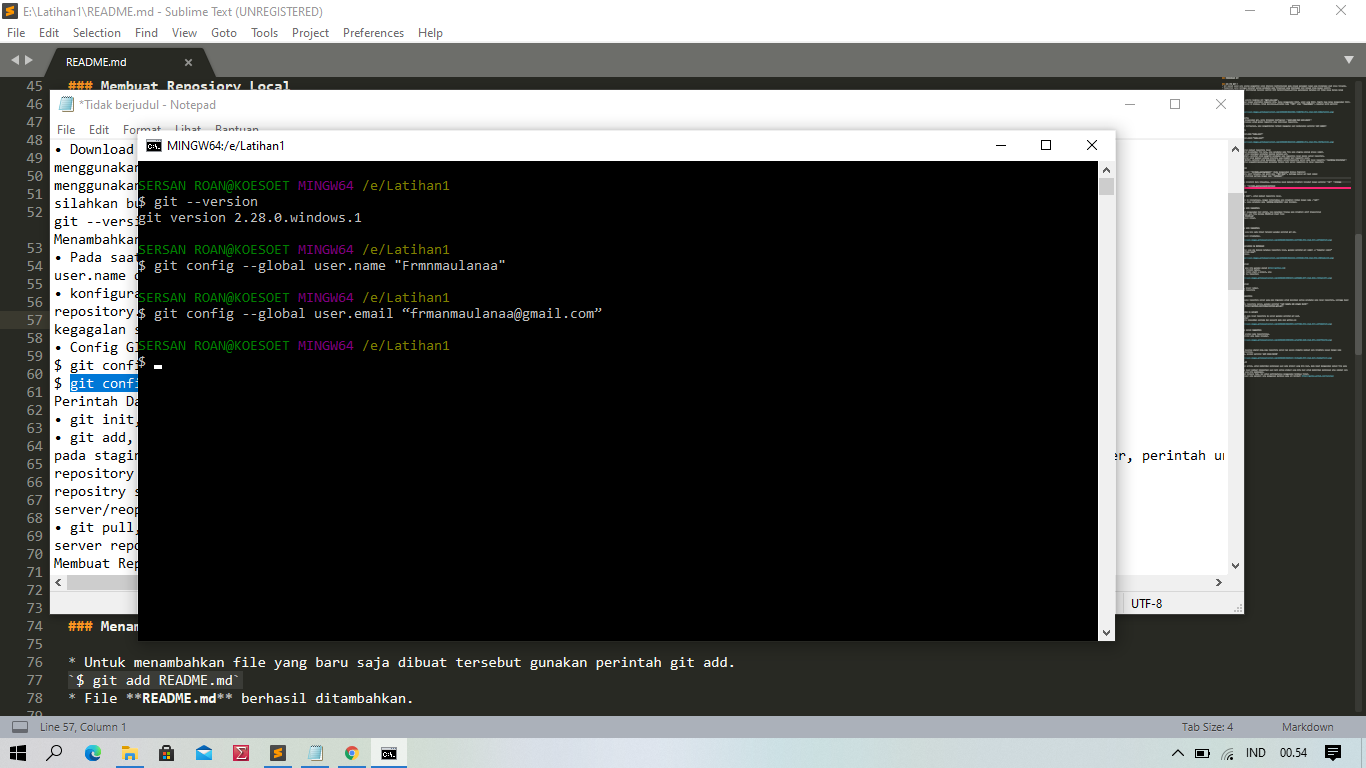 E:\Latihan1\README.md - Sublime Text (UNREGISTERED)
File Edit Selection Find View Goto Tools Project Preferences Help
README.md
45 ### Membuat Reposiory Local
46
47
48
49
50
51
52
53
54
55
56
57
58
59
60
61
62
63
64
65
66
67
68
69
70
71
72
73
*Tidak berjudul - Notepad
File Edit Format Lihat Bantuan
• Download
menggunakan
menggunakan
silahkan bu
git --versi
Menambahkan
• Pada saat
user.name d
• konfigura
repository.
kegagalan s
• Config Gi
$ git confi
$ git confi
Perintah Da
• git init,
• git add,
pada stagin
er, perintah un
repository
repositry s
server/reop
• git pull,
server repo
Membuat Rep
UTF-8
MINGW64:/e/Latihan1
SERSAN ROAN@KOESOET MINGW64 /e/Latihan1
$ git --version
git version 2.28.0.windows.1
SERSAN ROAN@KOESOET MINGW64 /e/Latihan1
$ git config --global user.name "Frmnmaulanaa"
SERSAN ROAN@KOESOET MINGW64 /e/Latihan1
$ git config --global user.email “frmanmaulanaa@gmail.com”
SERSAN ROAN@KOESOET MINGW64 /e/Latihan1
$
74 ### Menam
75
76 * Untuk menambahkan file yang baru saja dibuat tersebut gunakan perintah git add.
77 `$ git add README.md`
78 * File **README.md** berhasil ditambahkan.
79
Line 57, Column 1 Tab Size: 4 Markdown
IND 00.54